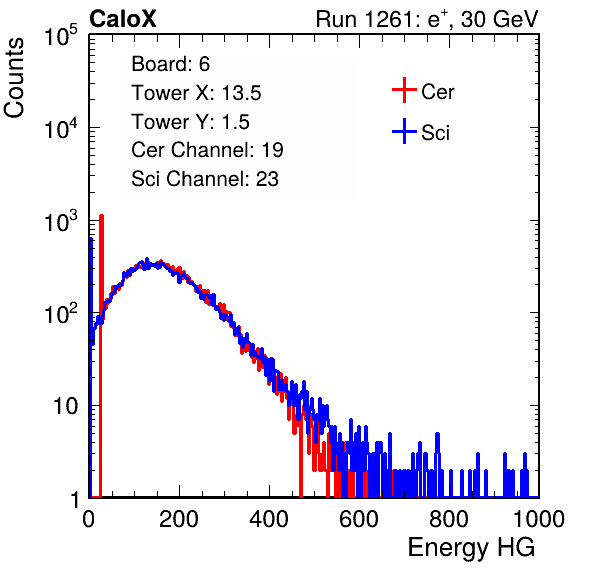 CaloX
Run 1261: e⁺, 30 GeV
Counts
10⁵
10⁴
10³
10²
10
1
Board: 6
Tower X: 13.5
Tower Y: 1.5
Cer Channel: 19
Sci Channel: 23
Cer
Sci
0 200 400 600 800 1000
Energy HG